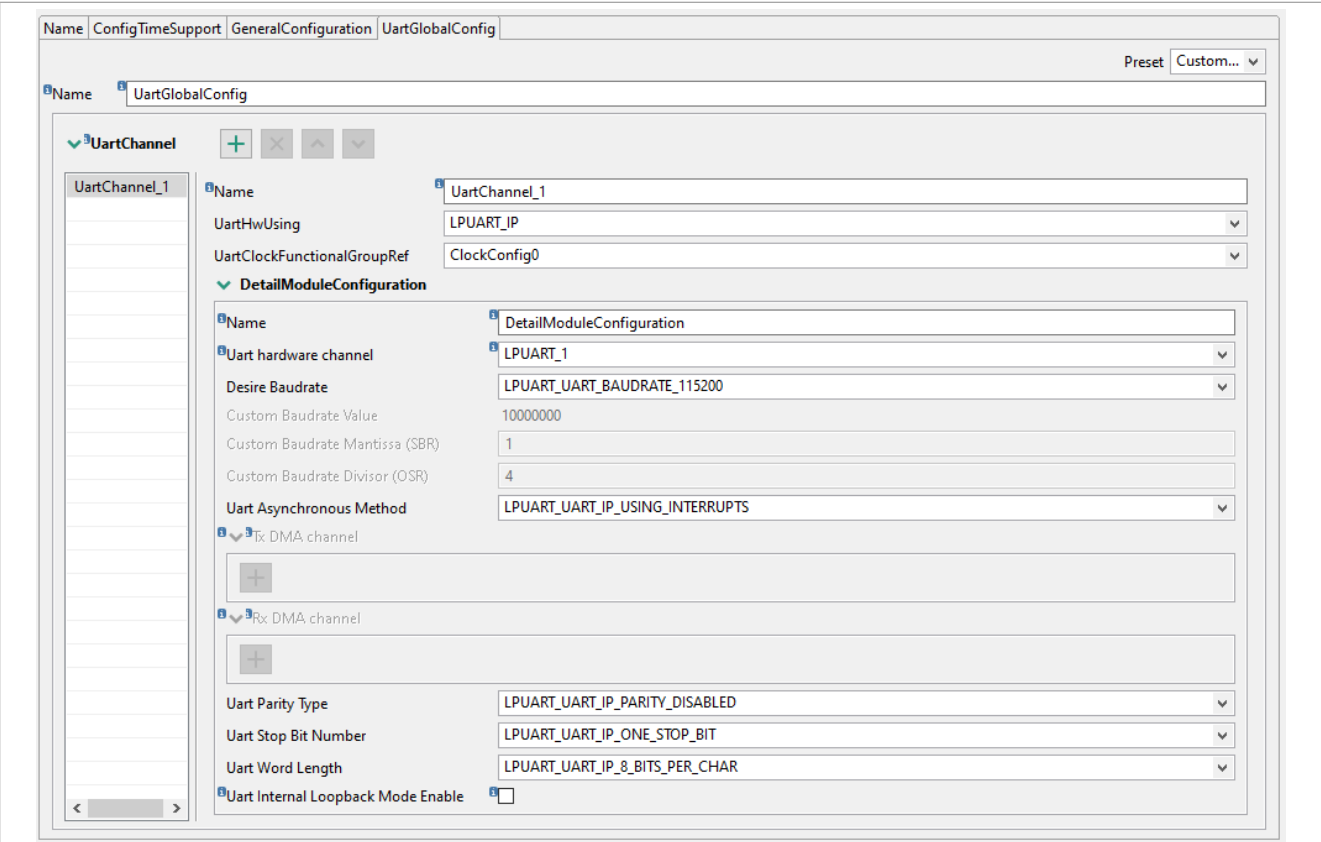 Name ConfigTimeSupport GeneralConfiguration UartGlobalConfig
Preset Custom...
Name UartGlobalConfig
UartChannel
UartChannel_1
Name UartChannel_1
UartHwUsing LPUART_IP
UartClockFunctionalGroupRef ClockConfig0
DetailModuleConfiguration
Name DetailModuleConfiguration
Uart hardware channel LPUART_1
Desire Baudrate LPUART_UART_BAUDRATE_115200
Custom Baudrate Value 10000000
Custom Baudrate Mantissa (SBR) 1
Custom Baudrate Divisor (OSR) 4
Uart Asynchronous Method LPUART_UART_IP_USING_INTERRUPTS
Tx DMA channel
Rx DMA channel
Uart Parity Type LPUART_UART_IP_PARITY_DISABLED
Uart Stop Bit Number LPUART_UART_IP_ONE_STOP_BIT
Uart Word Length LPUART_UART_IP_8_BITS_PER_CHAR
Uart Internal Loopback Mode Enable